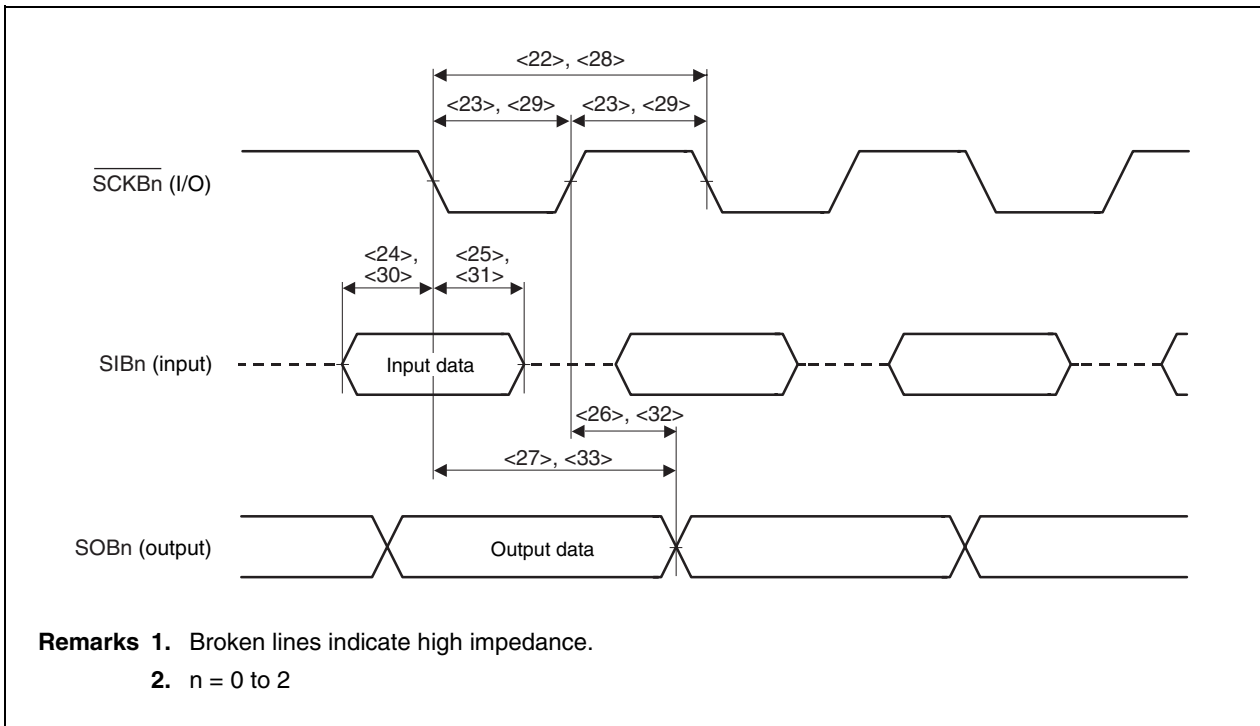 <22>, <28>
<23>, <29> <23>, <29>
SCKBn (I/O)
<24>,
<30>
<25>,
<31>
SIBn (input)
Input data
<26>, <32>
<27>, <33>
SOBn (output)
Output data
Remarks 1. Broken lines indicate high impedance.
2. n = 0 to 2